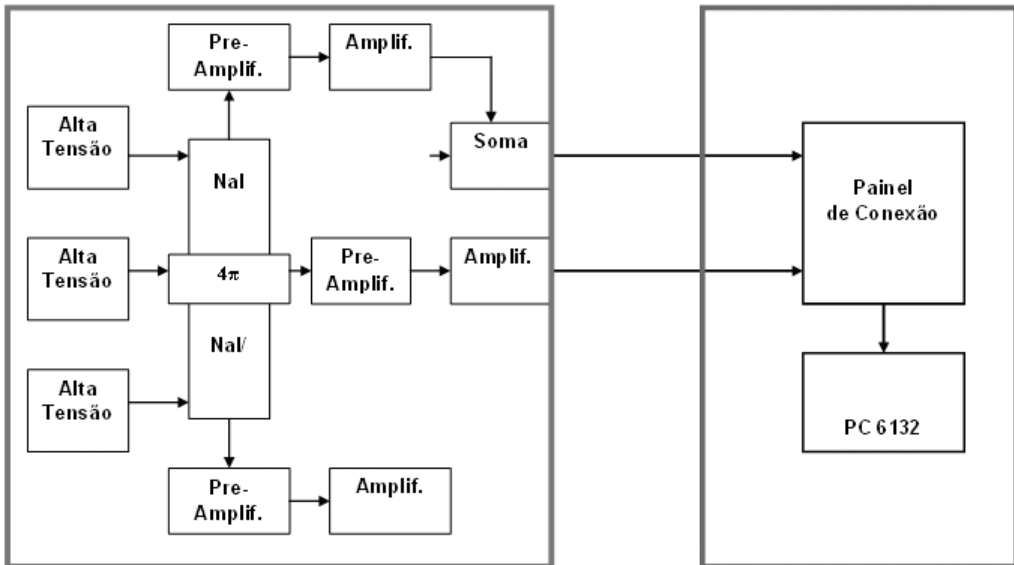 Pre-
Amplif.
Amplif.
Alta
Tensão
NaI
Soma
Painel
de Conexão
Alta
Tensão
4π
Pre-
Amplif.
Amplif.
NaI/
Alta
Tensão
PC 6132
Pre-
Amplif.
Amplif.